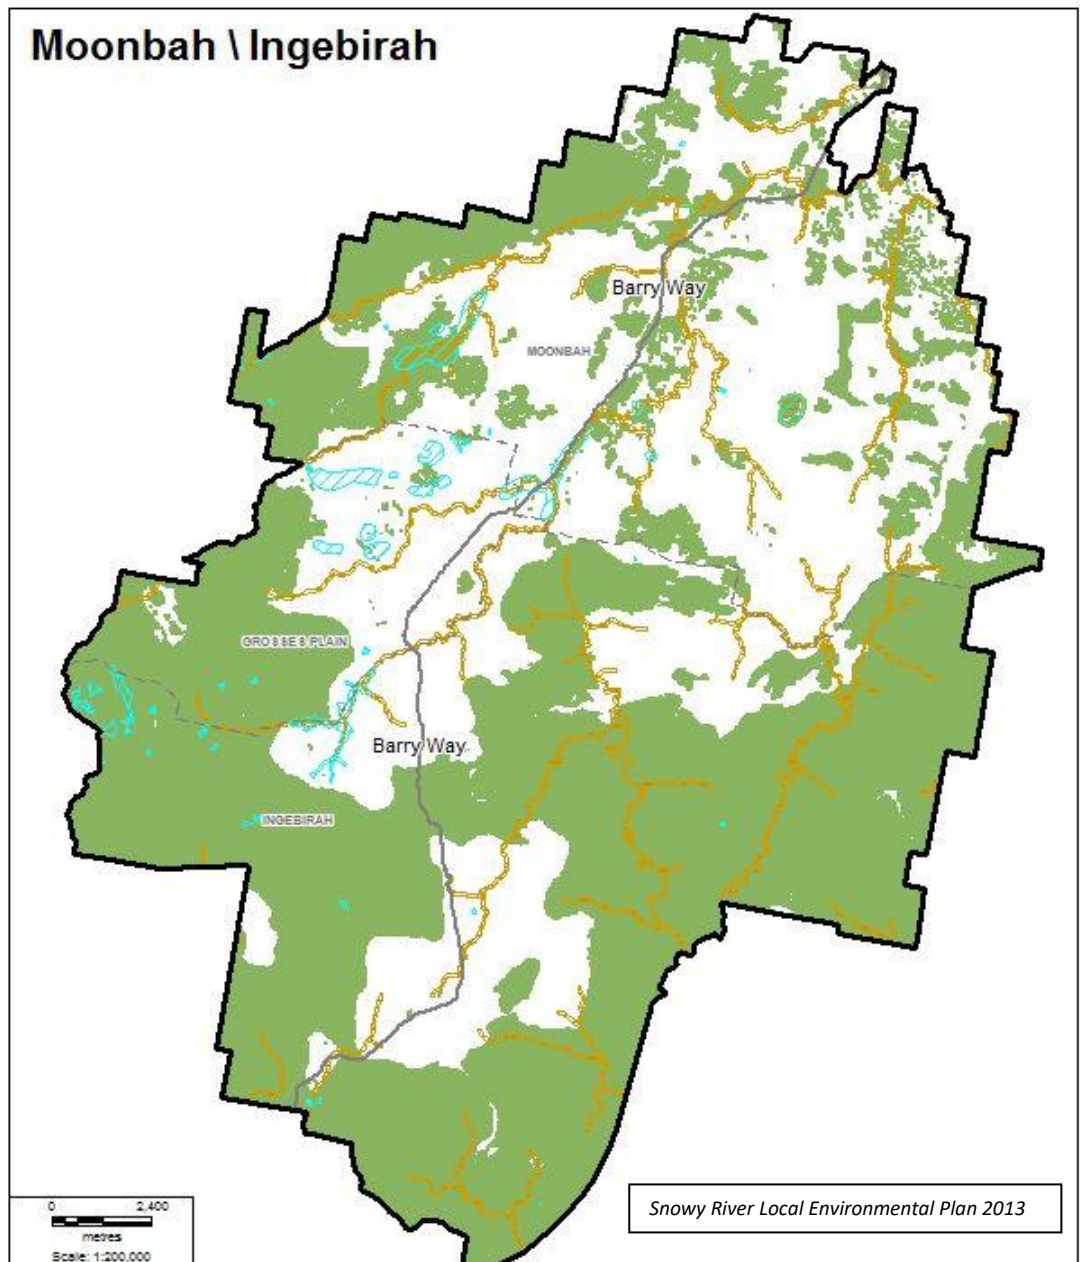 Moonbah \ Ingebirah
Barry Way
MOONBAH
GROSSES PLAIN
Barry Way
INGEBIRAH
0 2,400
metres
Scale: 1:200,000
Snowy River Local Environmental Plan 2013